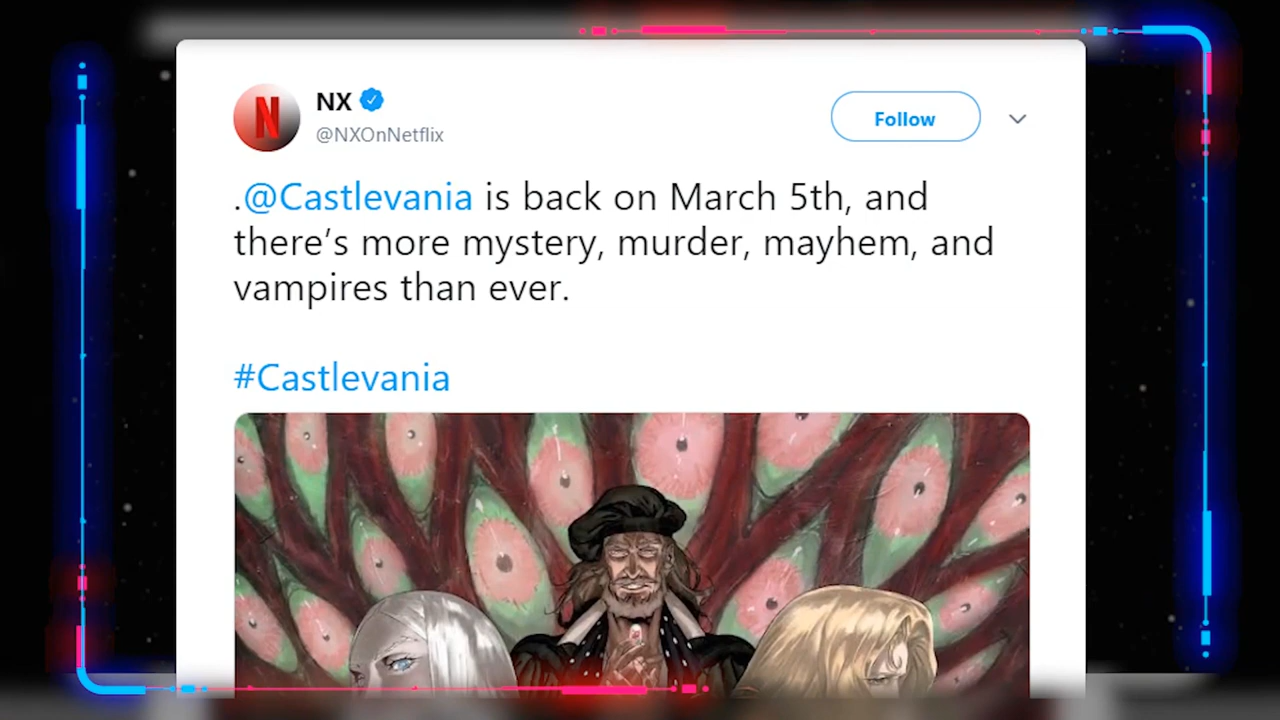 N
NX
@NXOnNetflix
Follow
.@Castlevania is back on March 5th, and
there’s more mystery, murder, mayhem, and
vampires than ever.
#Castlevania